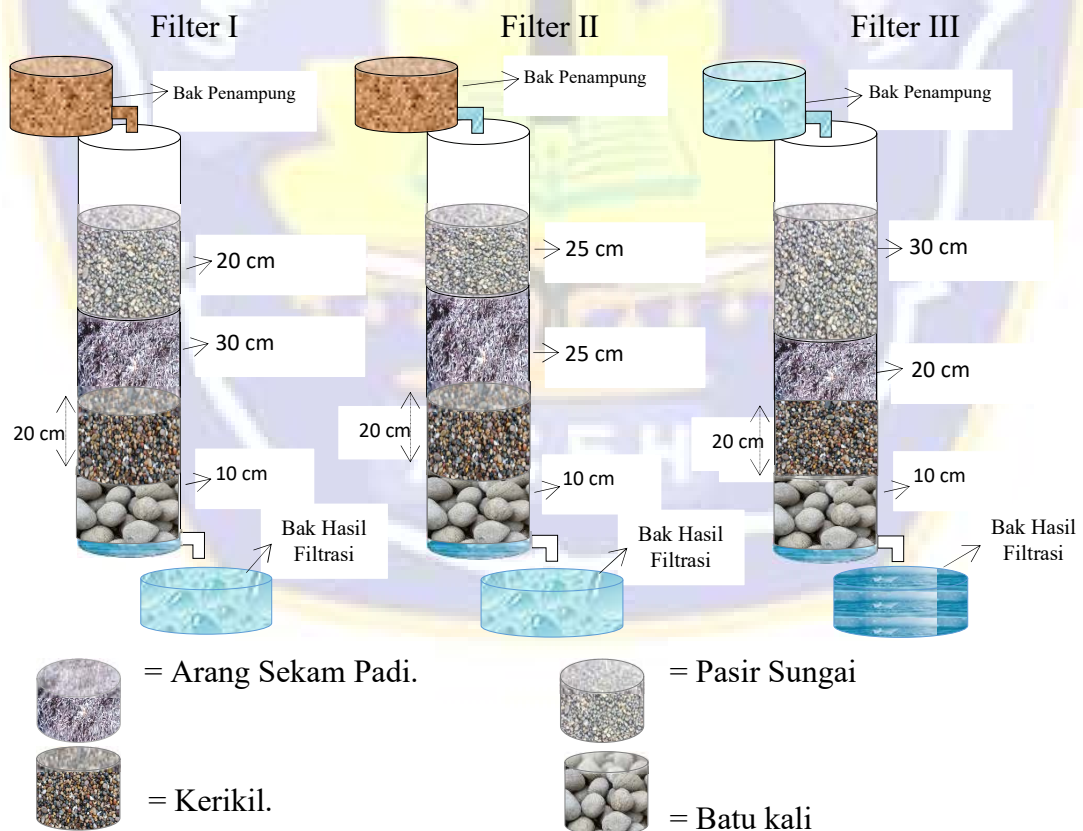 Filter I
Filter II
Filter III
Bak Penampung
Bak Penampung
Bak Penampung
20 cm
30 cm
20 cm
10 cm
Bak Hasil
Filtrasi
25 cm
25 cm
20 cm
10 cm
Bak Hasil
Filtrasi
30 cm
20 cm
20 cm
10 cm
Bak Hasil
Filtrasi
= Arang Sekam Padi.
= Pasir Sungai
= Kerikil.
= Batu kali